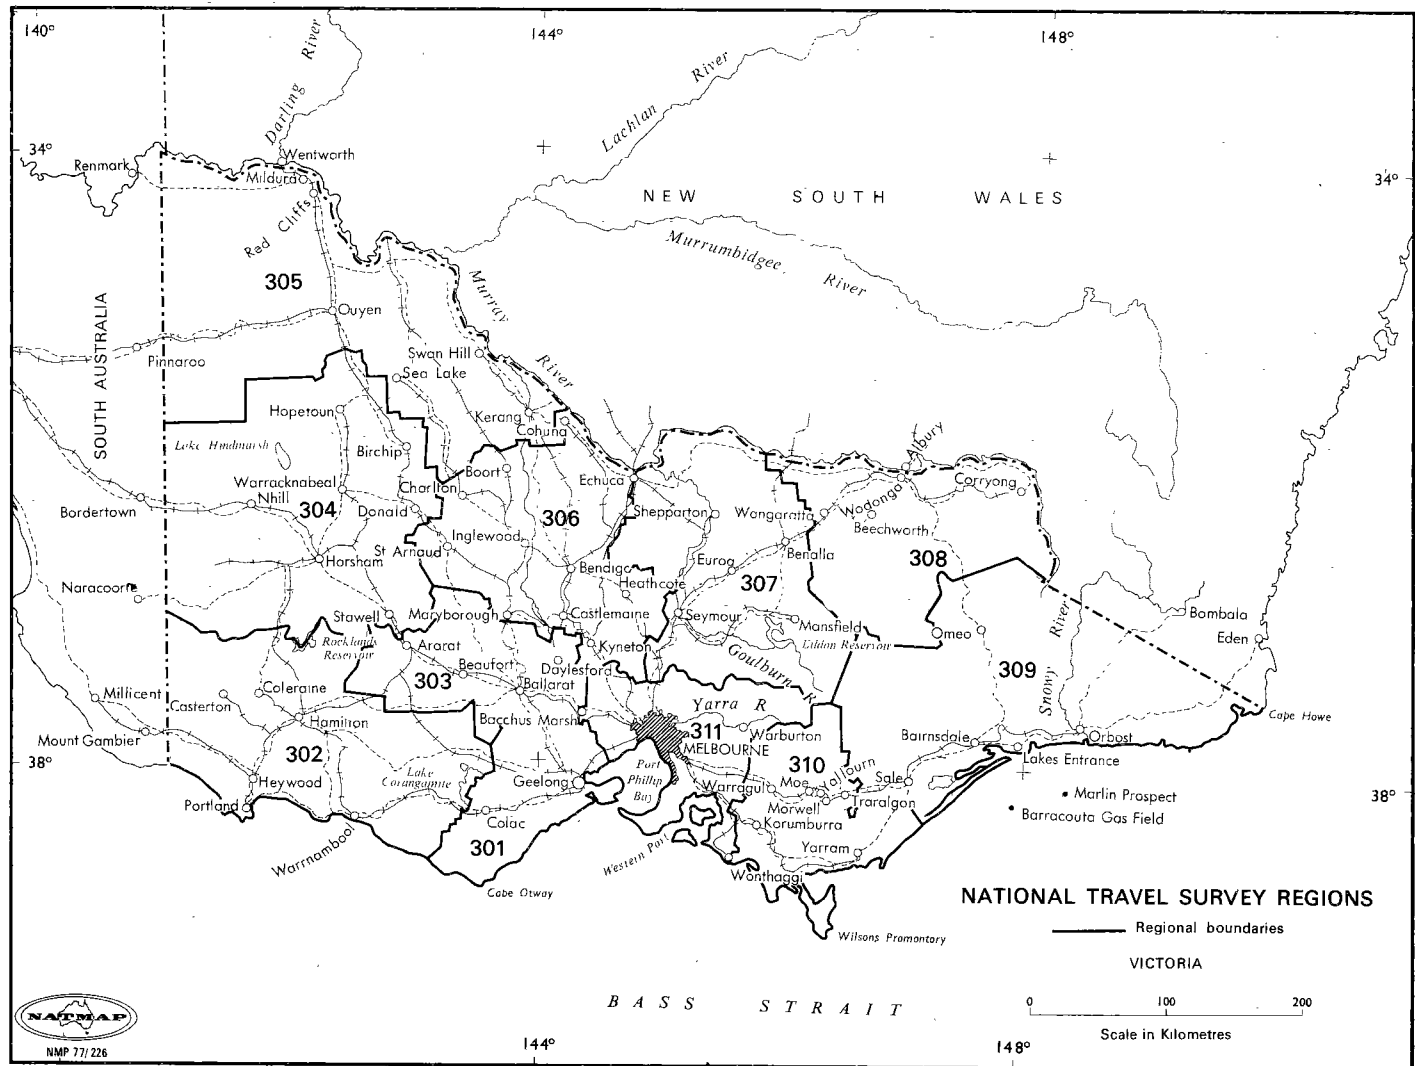 140°
144°
148°
Darling River
Lachlan River
34°
Wentworth
Renmark
Mildura
34°
NEW SOUTH WALES
Red Cliffs
Murrumbidgee River
305
Murray River
SOUTH AUSTRALIA
Ouyen
Pinnaroo
Swan Hill
Sea Lake
Hopetoun
Kerang
Cohuna
Lake Hindmarsh
Birchip
Albury
Boort
Echuca
Warracknabeal
Nhill
Charlton
Corryong
Bordertown
304
Donald
306
Shepparton
Wangaratta
Wodonga
Beechworth
Inglewood
St Arnaud
Benalla
Horsham
Euroa
308
Bendigo
Heathcote
307
Naracoorte
Stawell
Maryborough
Castlemaine
Seymour
Mansfield
River
Bombala
Eden
Omeo
Rocklands Reservoir
Ararat
Kyneton
Eildon Reservoir
Beaufort
Daylesford
Goulburn R
303
Ballarat
309
Snowy
Millicent
Coleraine
Casterton
Hamilton
Bacchus Marsh
Yarra R
Cape Howe
Mount Gambier
302
311
Warburton
MELBOURNE
Bairnsdale
Orbost
Lakes Entrance
38°
Heywood
Lake Corangamite
Geelong
Port Phillip Bay
310
Yallourn
Sale
Warragul
Moe
Portland
Traralgon
Morwell
38°
Marlin Prospect
Barracouta Gas Field
Colac
Korumburra
Warrnambool
301
Western Port
Yarram
Wonthaggi
Cape Otway
Wilsons Promontory
NATIONAL TRAVEL SURVEY REGIONS
Regional boundaries
VICTORIA
BASS STRAIT
0 100 200
Scale in Kilometres
NATMAP
NMP 77/226
144°
148°